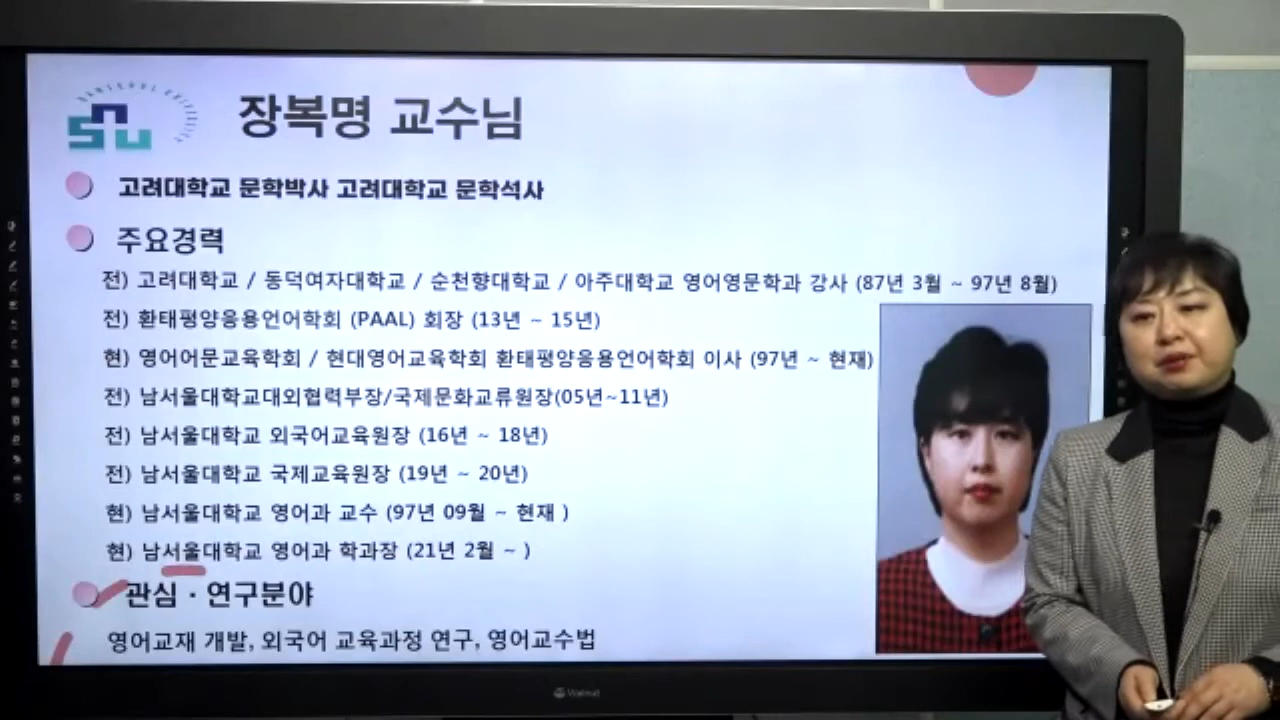 snu
장복명 교수님
고려대학교 문학박사 고려대학교 문학석사
주요경력
전) 고려대학교 / 동덕여자대학교 / 순천향대학교 / 아주대학교 영어영문학과 강사 (87년 3월 ~ 97년 8월)
전) 환태평양응용언어학회 (PAAL) 회장 (13년 ~ 15년)
현) 영어어문교육학회 / 현대영어교육학회 환태평양응용언어학회 이사 (97년 ~ 현재)
전) 남서울대학교대외협력부장/국제문화교류원장(05년~11년)
전) 남서울대학교 외국어교육원장 (16년 ~ 18년)
전) 남서울대학교 국제교육원장 (19년 ~ 20년)
현) 남서울대학교 영어과 교수 (97년 09월 ~ 현재 )
현) 남서울대학교 영어과 학과장 (21년 2월 ~ )
관심 · 연구분야
영어교재 개발, 외국어 교육과정 연구, 영어교수법